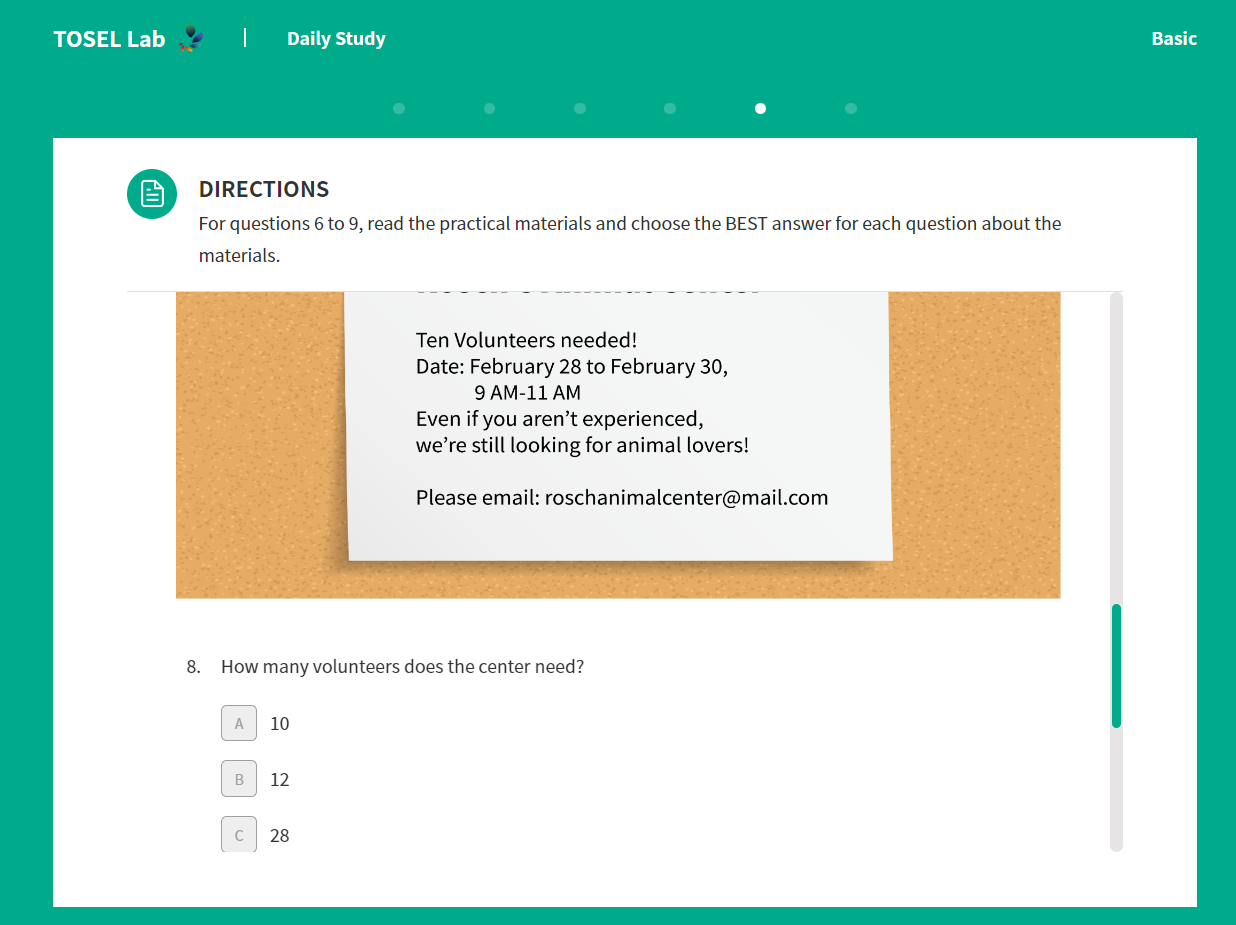 TOSEL Lab
Daily Study
Basic
DIRECTIONS
For questions 6 to 9, read the practical materials and choose the BEST answer for each question about the
materials.
Ten Volunteers needed!
Date: February 28 to February 30,
9 AM-11 AM
Even if you aren’t experienced,
we’re still looking for animal lovers!
Please email: roschanimalcenter@mail.com
8. How many volunteers does the center need?
A 10
B 12
C 28